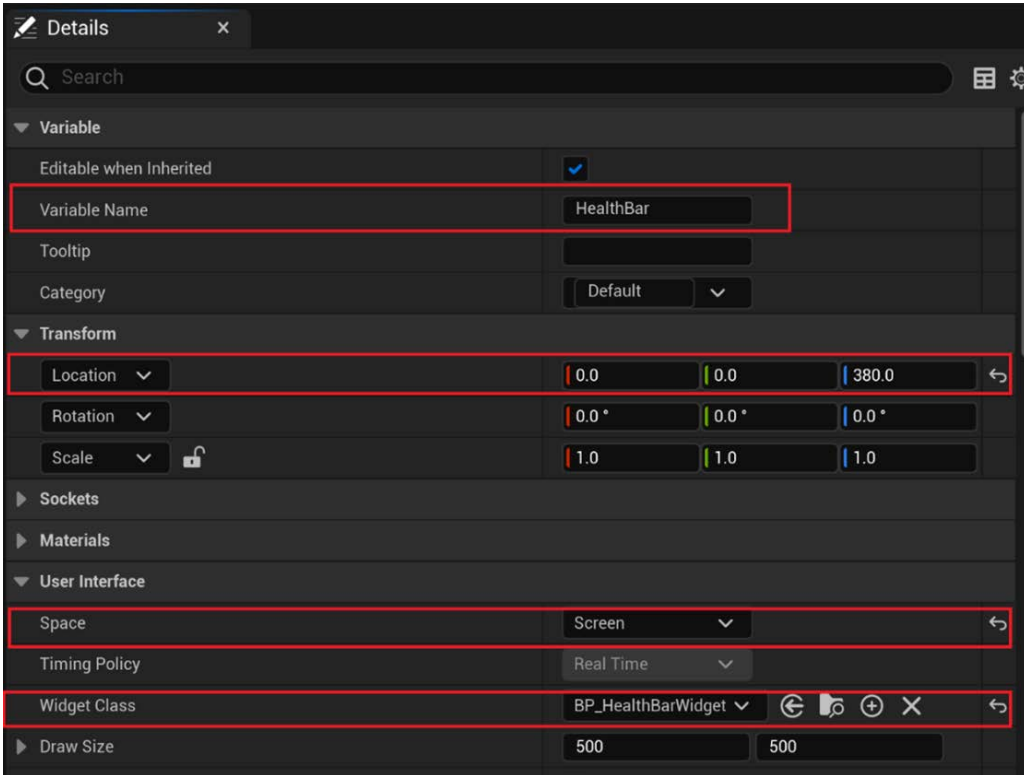 Details
Search
Variable
Editable when Inherited
Variable Name HealthBar
Tooltip
Category Default
Transform
Location 0.0 0.0 380.0
Rotation 0.0 ° 0.0 ° 0.0 °
Scale 1.0 1.0 1.0
Sockets
Materials
User Interface
Space Screen
Timing Policy Real Time
Widget Class BP_HealthBarWidget
Draw Size 500 500